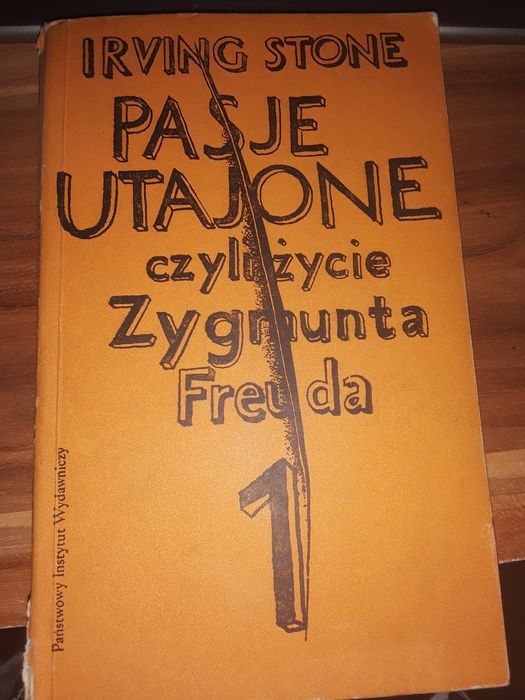 IRVING STONE
PASJE
UTAJONE
czyli życie
Zygmunta
Freuda
1
Państwowy Instytut Wydawniczy